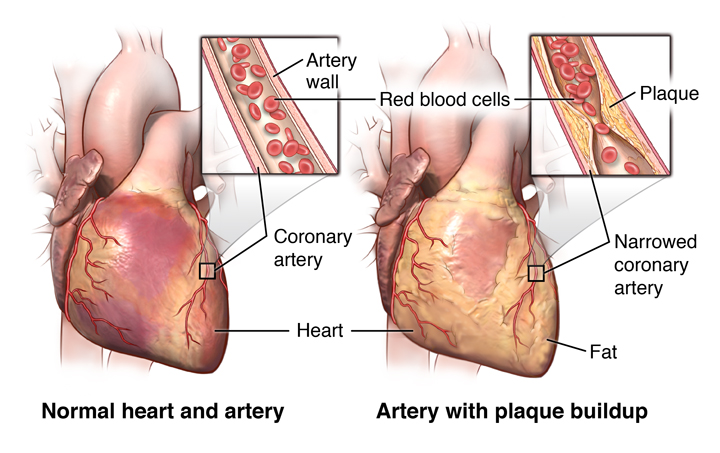 Artery
wall
Red blood cells
Plaque
Coronary
artery
Narrowed
coronary
artery
Heart
Fat
Normal heart and artery
Artery with plaque buildup